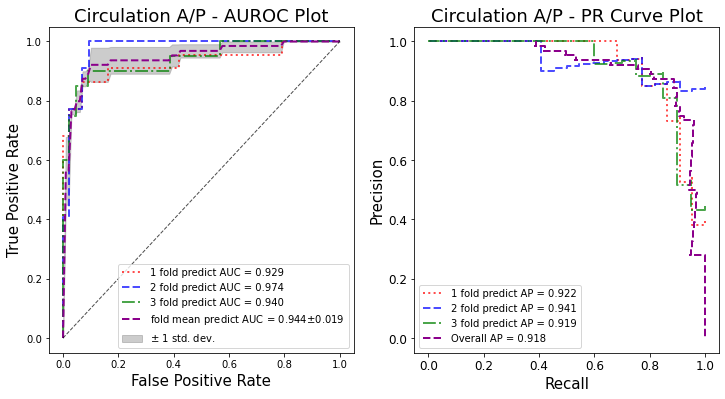 Circulation A/P - AUROC Plot
1.0
0.8
0.6
0.4
0.2
0.0
True Positive Rate
1 fold predict AUC = 0.929
2 fold predict AUC = 0.974
3 fold predict AUC = 0.940
fold mean predict AUC = 0.944±0.019
± 1 std. dev.
0.0 0.2 0.4 0.6 0.8 1.0
False Positive Rate
Circulation A/P - PR Curve Plot
1.0
0.8
0.6
0.4
0.2
0.0
Precision
1 fold predict AP = 0.922
2 fold predict AP = 0.941
3 fold predict AP = 0.919
Overall AP = 0.918
0.0 0.2 0.4 0.6 0.8 1.0
Recall